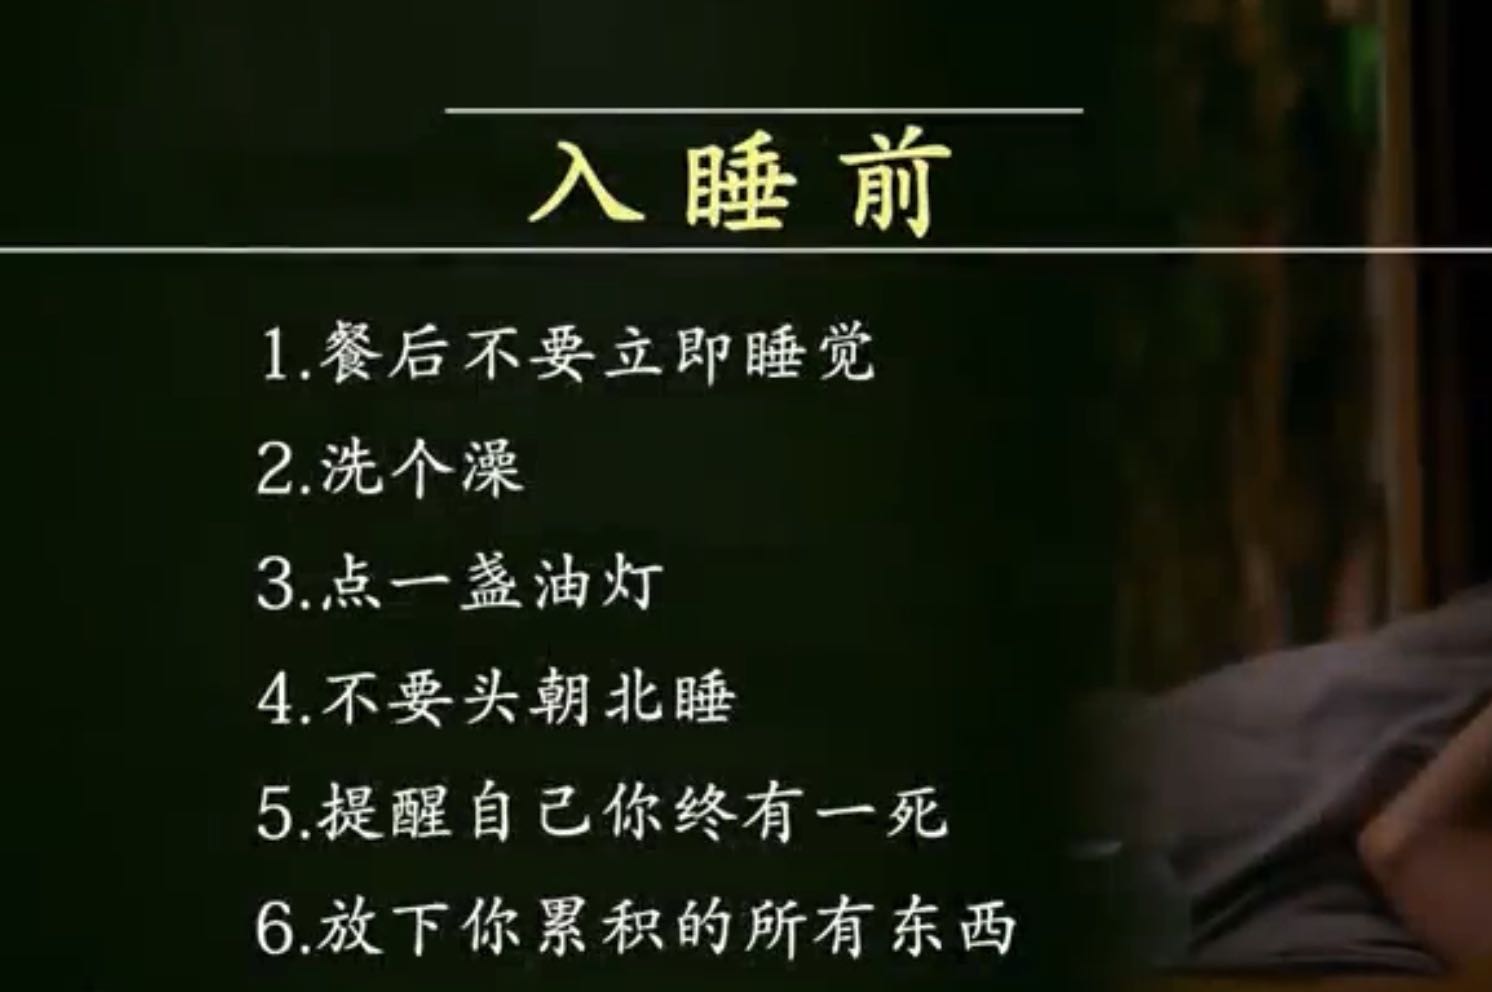 入睡前
1.餐后不要立即睡觉
2.洗个澡
3.点一盏油灯
4.不要头朝北睡
5.提醒自己你终有一死
6.放下你累积的所有东西